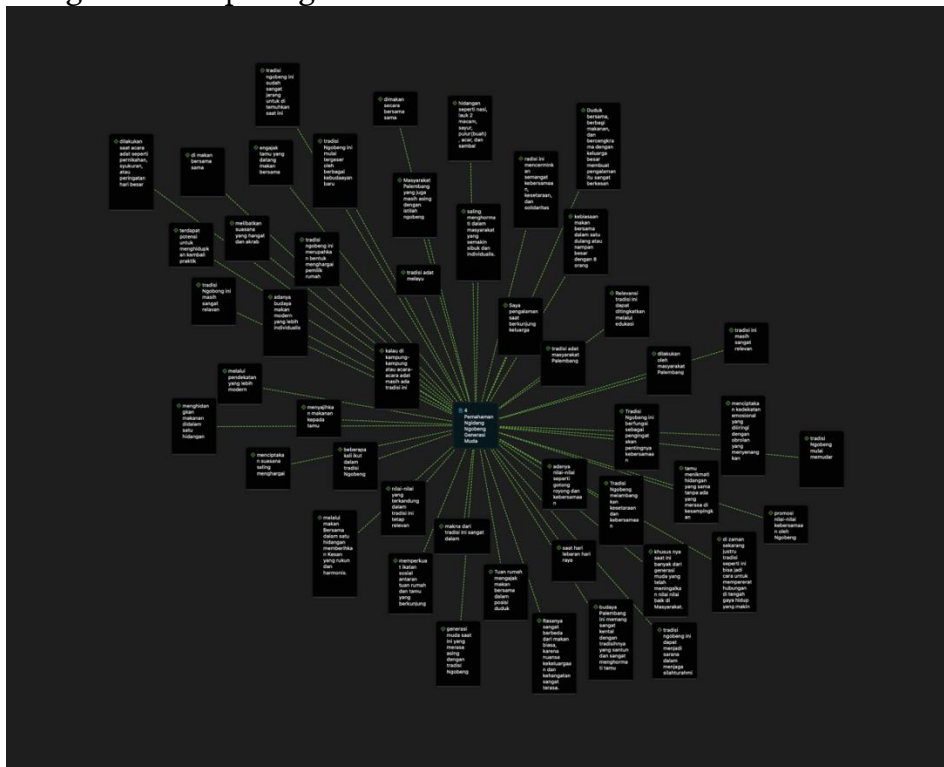 tradisi
ngobeng ini
sudah
sangat
jarang
untuk di
temuhkan
saat ini
dimakan
secara
bersama
sama
hidangan
seperti nasi,
lauk 2
macam,
sayur,
pulur(buah)
, acar, dan
sambal
Duduk
bersama,
berbagi
makanan,
dan
bercengkra
ma dengan
keluarga
besar
membuat
pengalaman
itu sangat
berkesan
dilakukan
saat acara
adat seperti
pernikahan,
syukuran,
atau
peringatan
hari besar
di makan
bersama
sama
engajak
tamu yang
datang
makan
bersama
tradisi
Ngobeng ini
mulai
tergeser
oleh
berbagai
kebudaayan
baru
Masyarakat
Palembang
yang juga
masih asing
dengan
istilah
ngobeng
radisi ini
mencermink
an
semangat
kebersamaa
n,
kesetaraan,
dan
solidaritas
saling
menghorma
ti dalam
masyarakat
yang
semakin
sibuk dan
individualis.
kebiasaan
makan
bersama
dalam satu
dulang atau
nampan
besar
dengan 8
orang
terdapat
potensi
untuk
menghidupk
an kembali
praktik
melibatkan
suasana
yang hangat
dan akrab
tradisi
ngobeng ini
merupahka
n bentuk
menghargai
pemilik
rumah
tradisi adat
melayu
tradisi
Ngobong ini
masih
sangat
relavan
adanya
budaya
makan
modern
yang lebih
individualis
Saya
pengalaman
saat
berkunjung
keluarga
Relevansi
tradisi ini
dapat
ditingkatkan
melalui
edukasi
kalau di
kampung-
kampung
atau acara-
acara adat
masih ada
tradisi ini
tradisi adat
masyarakat
Palembang
dilakukan
oleh
masyarakat
Palembang
tradisi ini
masih
sangat
relevan
melalui
pendekatan
yang lebih
modern
menghidan
gkan
makanan
didalam
satu
hidangan
menyajihka
n makanan
kepada
tamu
4
Pemahaman
Ngidang
Ngobeng
Generasi
Muda
Tradisi
Ngobeng ini
berfungsi
sebagai
pengingat
akan
pentingnya
kebersamaa
n
menciptaka
n kedekatan
emosional
yang
diiringi
dengan
obrolan
yang
menyenang
kan
tradisi
Ngobeng
mulai
memudar
menciptaka
n suasana
saling
menghargai
beberapa
kali ikut
dalam
tradisi
Ngobeng
adanya
nilai-nilai
seperti
gotong
royong dan
kebersamaa
n
Tradisi
Ngobeng
melambang
kan
kesetaraan
dan
kebersamaa
n
tamu
menikmati
hidangan
yang sama
tanpa ada
yang
merasa di
kesampingk
an
promosi
nilai-nilai
kebersamaa
n oleh
Ngobeng
nilai-nilai
yang
terkandung
dalam
tradisi ini
tetap
relevan
makna dari
tradisi ini sangat
dalam
melalui
makan
Bersama
dalam satu
hidangan
memberihka
n Kesan
yang rukun
dan
harmonis.
memperkua
t ikatan
sosial
antaran
tuan rumah
dan tamu
yang
berkunjung
Tuan rumah
mengajak
makan
bersama
dalam
posisi
duduk
saat hari
lebaran hari
raya
khusus nya
saat ini
banyak dari
generasi
muda yang
telah
meningalka
n nilai nilai
baik di
Masyarakat.
di zaman
sekarang
justru
tradisi
seperti ini
bise jadi
cara untuk
mempererat
hubungan
di tengah
gaya hidup
yang makin
generasi
muda saat
ini yang
merasa
asing
dengan
tradisi
Ngobeng
Rasanya
sangat
berbeda
dari makan
biasa,
karena
nuansa
kekeluargaa
n dan
kehangatan
sangat
terasa.
budaya
Palembang
ini memang
sangat
kental
dengan
tradisihnya
yang santun
dan sangat
menghormat
i tamu
tradisi
ngobeng ini
dapat
menjadi
sarana
dalam
menjaga
silahturahmi